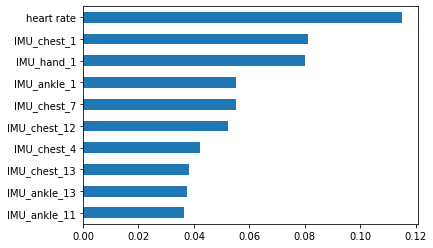 heart rate
IMU_chest_1
IMU_hand_1
IMU_ankle_1
IMU_chest_7
IMU_chest_12
IMU_chest_4
IMU_chest_13
IMU_ankle_13
IMU_ankle_11
0.00 0.02 0.04 0.06 0.08 0.10 0.12